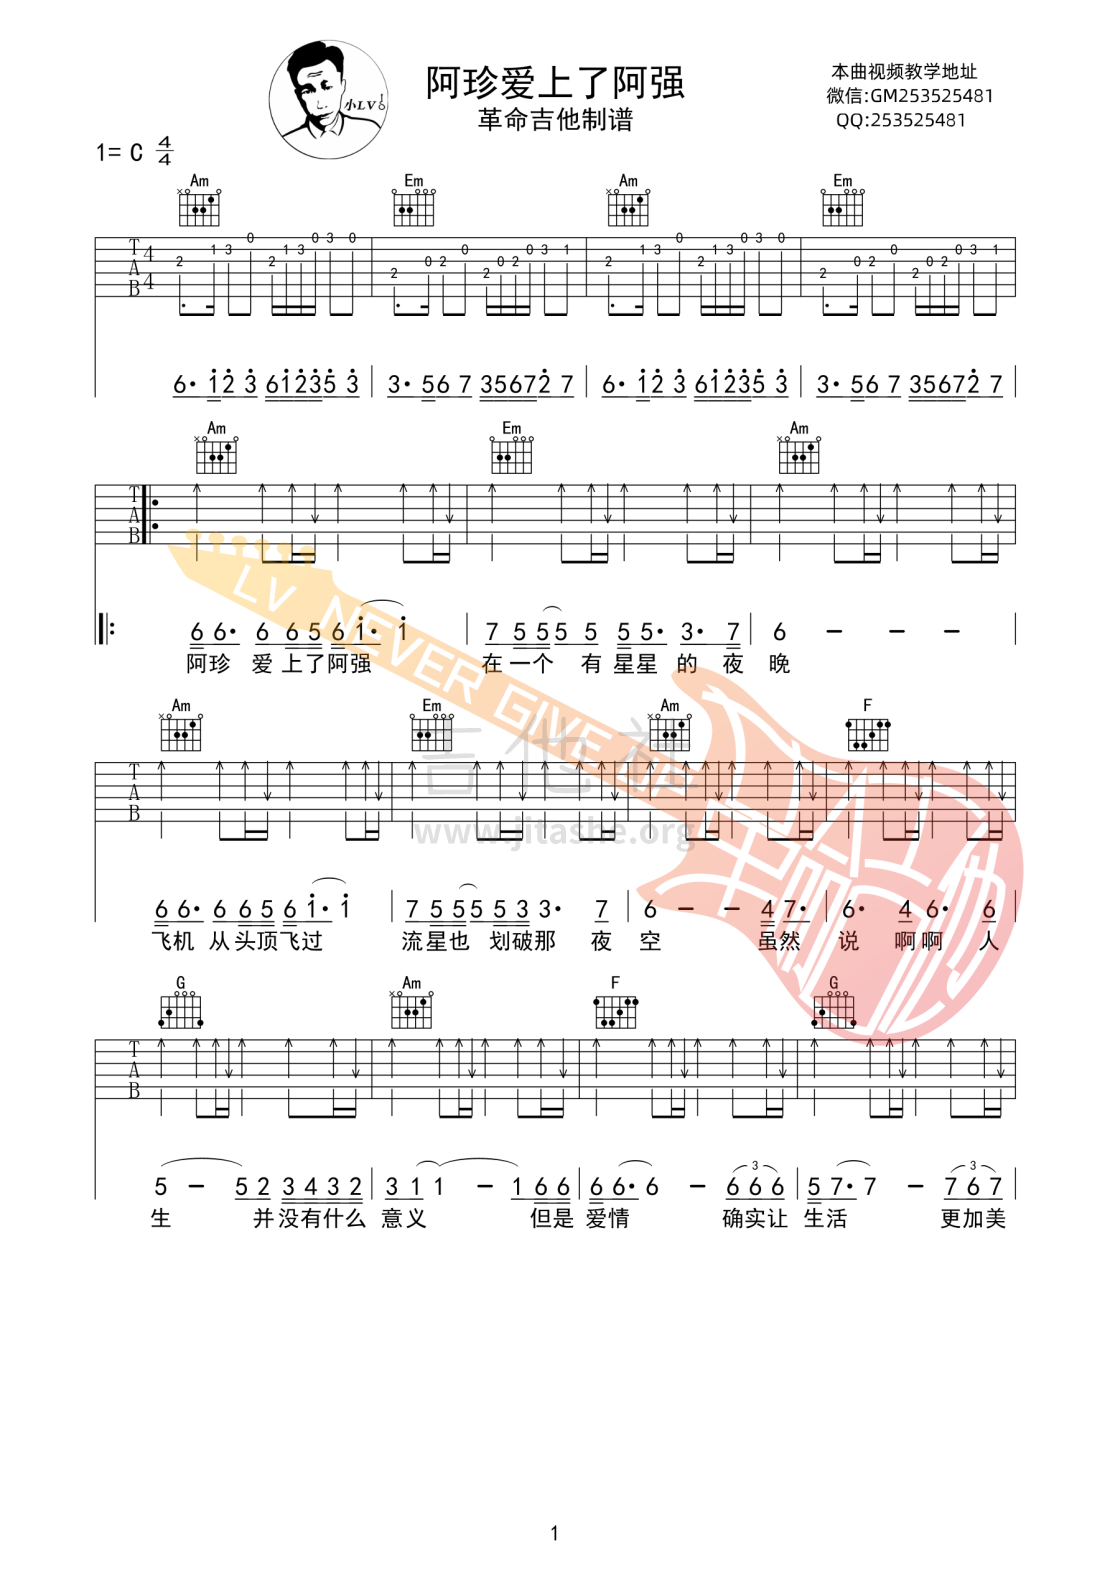 小LV
阿珍爱上了阿强
革命吉他制谱
本曲视频教学地址
微信:GM253525481
QQ:253525481
1= C 4/4
Am Em Am Em
T A B 4 4
2 1 3 0 2 1 3 0 3 0 2 0 2 0 2 0 2 0 3 1 2 1 3 0 2 1 3 0 3 0 2 0 2 0 2 0 2 0 3 1
6· 1 2 3 6 1 2 3 5 3 | 3· 5 6 7 3 5 6 7 2 7 | 6· 1 2 3 6 1 2 3 5 3 | 3· 5 6 7 3 5 6 7 2 7
Am Em Am
T A B
6 6· 6 6 5 6 1· 1 | 7 5 5 5 5 5 5· 3· 7 | 6 - - -
阿珍 爱 上了阿强 在一个 有 星星 的 夜 晚
Am Em Am F
T A B
6 6· 6 6 5 6 1· 1 | 7 5 5 5 5 3 3· 7 | 6 - - 4 7· | 6· 4 6· 6
飞机 从头顶飞过 流星也 划破那 夜 空 虽然 说 啊啊 人
G Am F G
T A B
5 - 5 2 3 4 3 2 | 3 1 1 - 1 6 6 | 6 6· 6 - 6 6 6 | 5 7· 7 - 7 6 7
3 3
生 并没有什么 意义 但是 爱情 确实让 生活 更加美
LV NEVER GIVE UP
吉他社
www.jitashe.org
1